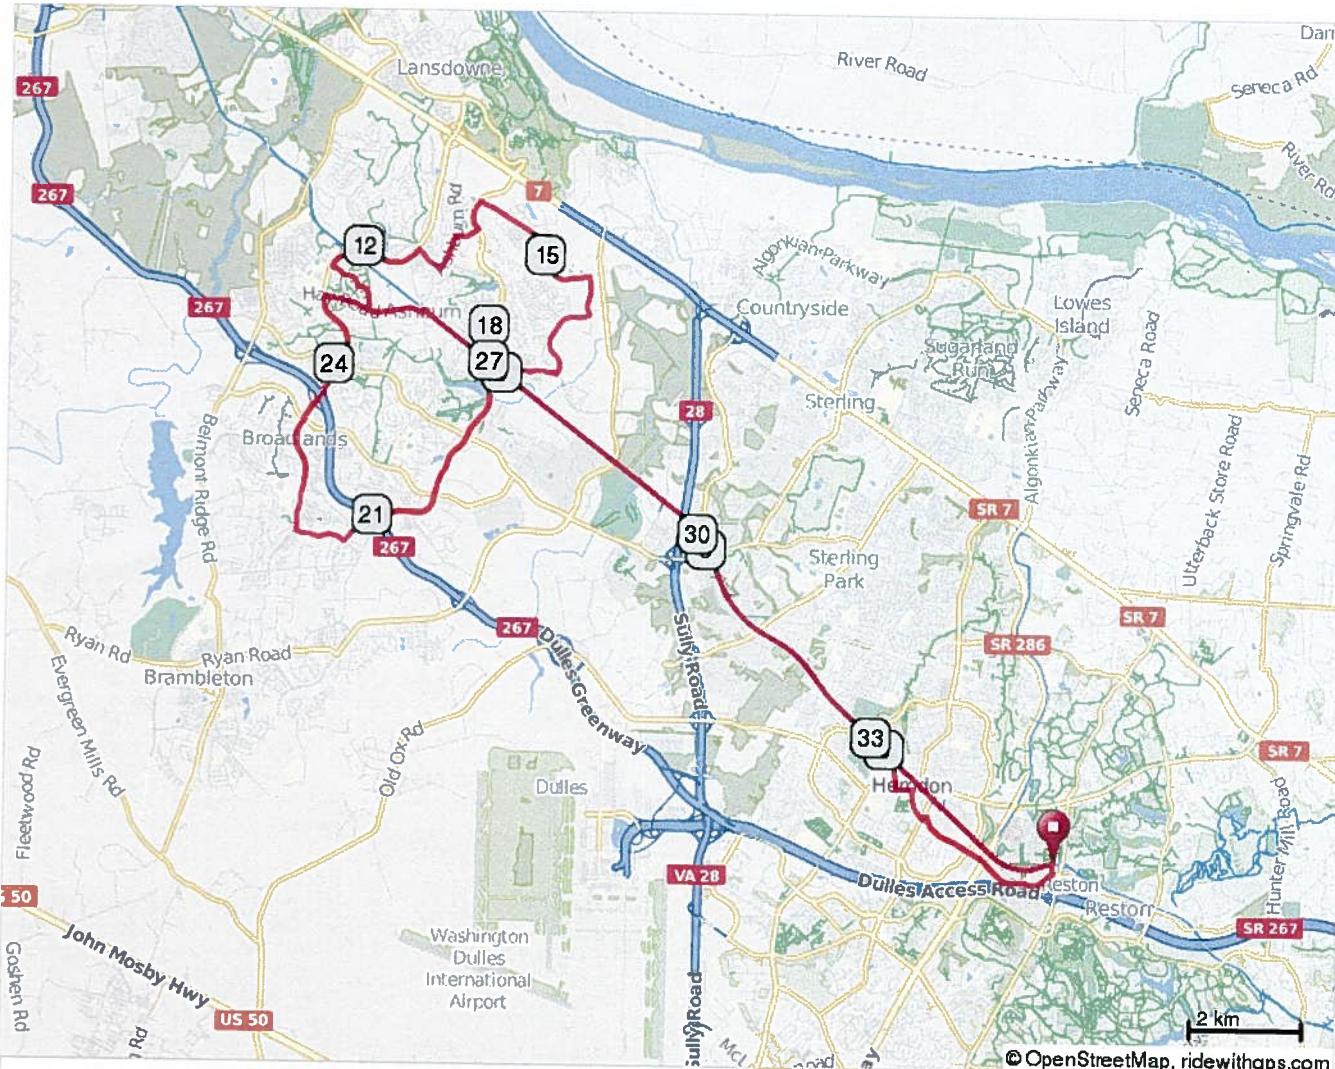 Lansdowne
River Road
Seneca Rd
267
River Rd
267
7
12
15
Algonkian Parkway
267
Countryside
Lowes
Island
18
27
24
Sugarland
Run
Seneca Road
Algonkian Parkway
28
Sterling
Broadlands
Belmont Ridge Rd
Utterback Store Road
Springvale Rd
21
SR 7
267
30
Sterling
Park
267
SR 7
SR 286
Ryan Rd
Ryan Road
Brambleton
Evergreen Mills Rd
Dulles Greenway
Sully Road
Old Ox Rd
Fleetwood Rd
33
SR 7
Dulles
Herndon
Hunter Mill Road
VA 28
Dulles Access Road
Reston
Reston
50
SR 267
John Mosby Hwy
Goshen Rd
Washington
Dulles
International
Airport
US 50
Sully Road
2 km
© OpenStreetMap, ridewithgps.com